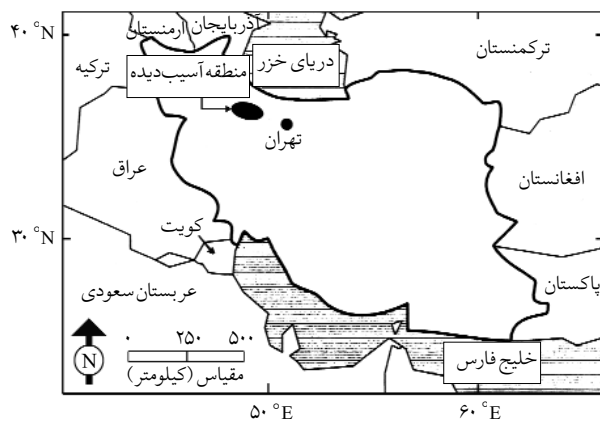 ۴۰ °N
آذربایجان
ارمنستان
ترکیه
ترکمنستان
دریای خزر
منطقه آسیب‌دیده
تهران
عراق
افغانستان
۳۰ °N
کویت
پاکستان
عربستان سعودی
۰ ۲۵۰ ۵۰۰
مقیاس (کیلومتر)
N
خلیج فارس
۵۰ °E
۶۰ °E